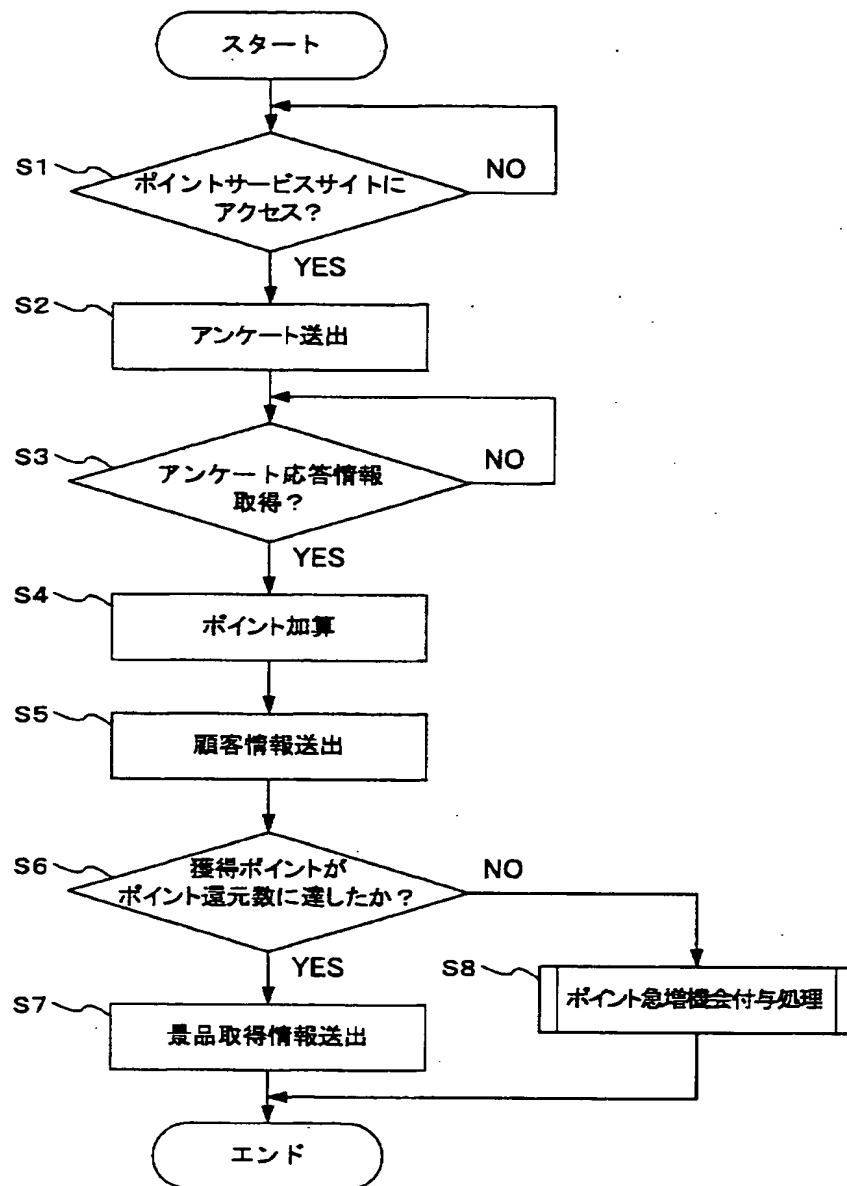 スタート
S1
ポイントサービスサイトに
アクセス?
NO
YES
S2
アンケート送出
S3
アンケート応答情報
取得?
NO
YES
S4
ポイント加算
S5
顧客情報送出
S6
獲得ポイントが
ポイント還元数に達したか?
NO
YES
S7
景品取得情報送出
S8
ポイント急増機会付与処理
エンド